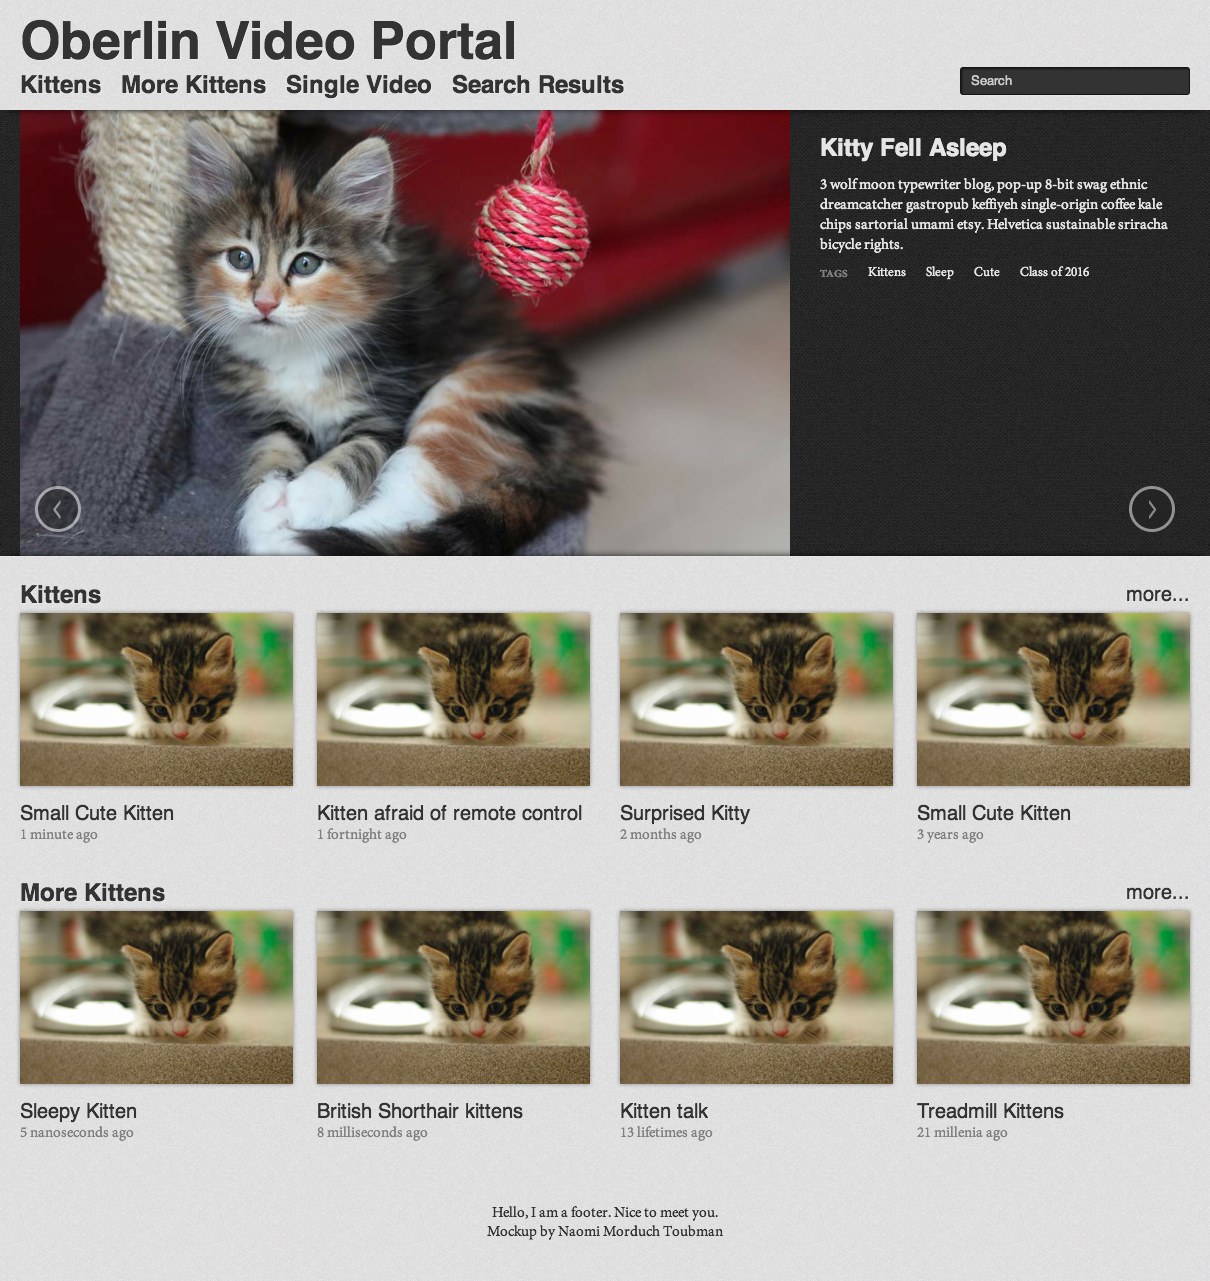 Oberlin Video Portal
Kittens More Kittens Single Video Search Results
Search
Kitty Fell Asleep
3 wolf moon typewriter blog, pop-up 8-bit swag ethnic
dreamcatcher gastropub keffiyeh single-origin coffee kale
chips sartorial umami etsy. Helvetica sustainable sriracha
bicycle rights.
TAGS Kittens Sleep Cute Class of 2016
Kittens
more...
Small Cute Kitten
1 minute ago
Kitten afraid of remote control
1 fortnight ago
Surprised Kitty
2 months ago
Small Cute Kitten
3 years ago
More Kittens
more...
Sleepy Kitten
5 nanoseconds ago
British Shorthair kittens
8 milliseconds ago
Kitten talk
13 lifetimes ago
Treadmill Kittens
21 millenia ago
Hello, I am a footer. Nice to meet you.
Mockup by Naomi Morduch Toubman